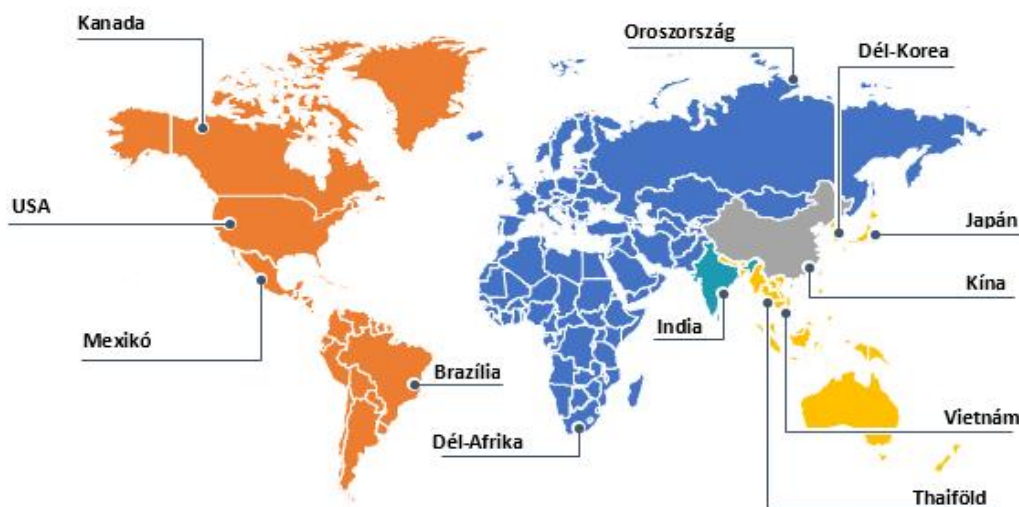 Kanada
Oroszország
Dél-Korea
USA
Japán
Kína
India
Mexikó
Brazília
Vietnám
Dél-Afrika
Thaiföld